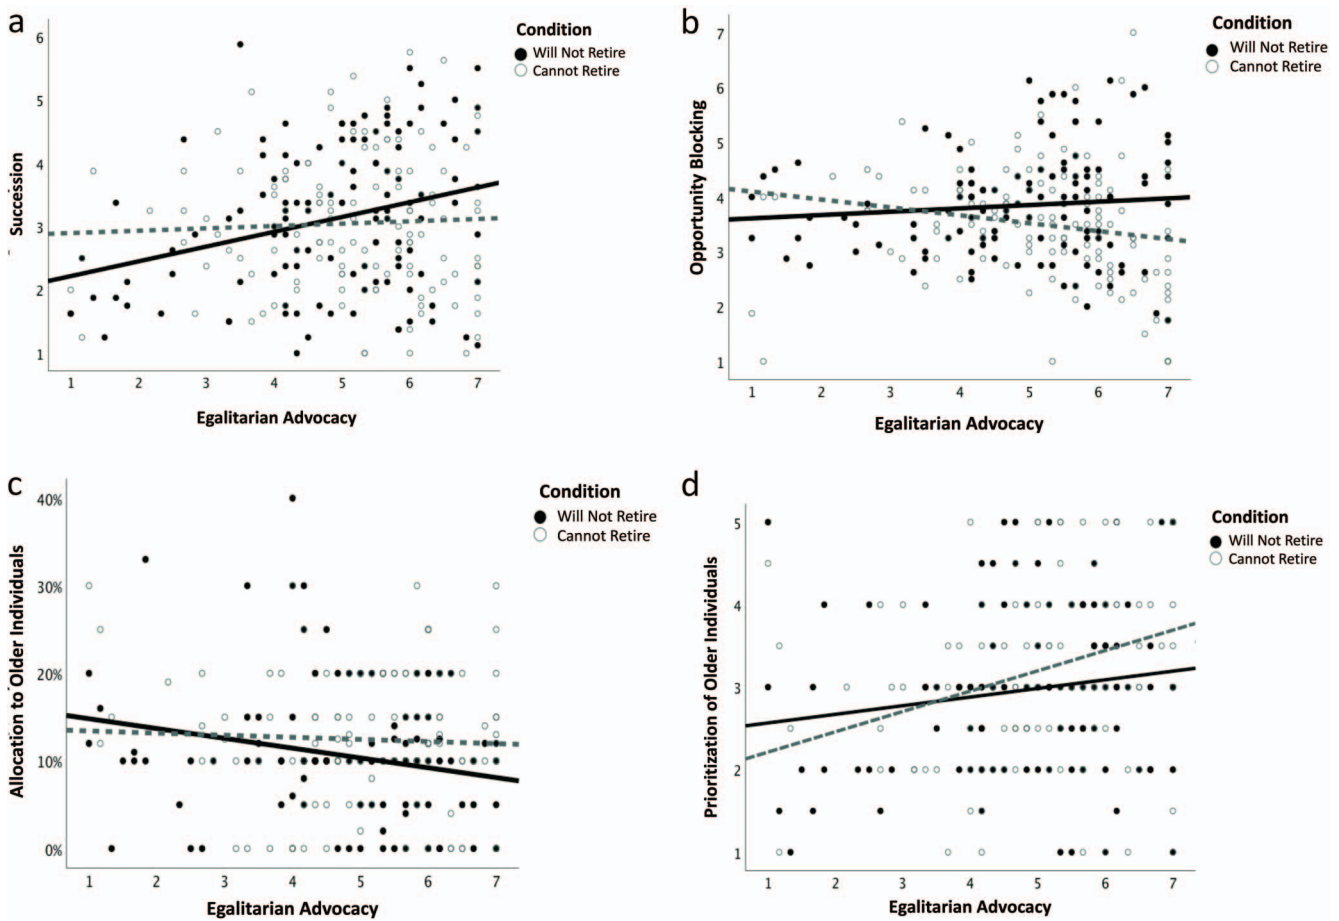 a
Condition
Will Not Retire
Cannot Retire
Succession
6
5
4
3
2
1
1 2 3 4 5 6 7
Egalitarian Advocacy
b
Condition
Will Not Retire
Cannot Retire
Opportunity Blocking
7
6
5
4
3
2
1
1 2 3 4 5 6 7
Egalitarian Advocacy
c
Condition
Will Not Retire
Cannot Retire
Allocation to Older Individuals
40%
30%
20%
10%
0%
1 2 3 4 5 6 7
Egalitarian Advocacy
d
Condition
Will Not Retire
Cannot Retire
Prioritization of Older Individuals
5
4
3
2
1
1 2 3 4 5 6 7
Egalitarian Advocacy